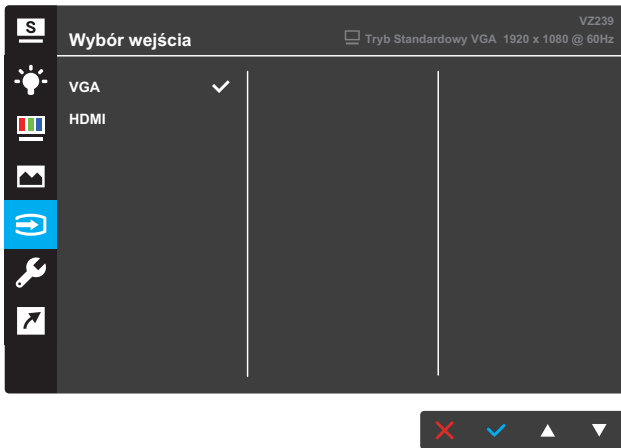 S
VZ239
Wybór wejścia
Tryb Standardowy VGA 1920 x 1080 @ 60Hz
VGA
HDMI